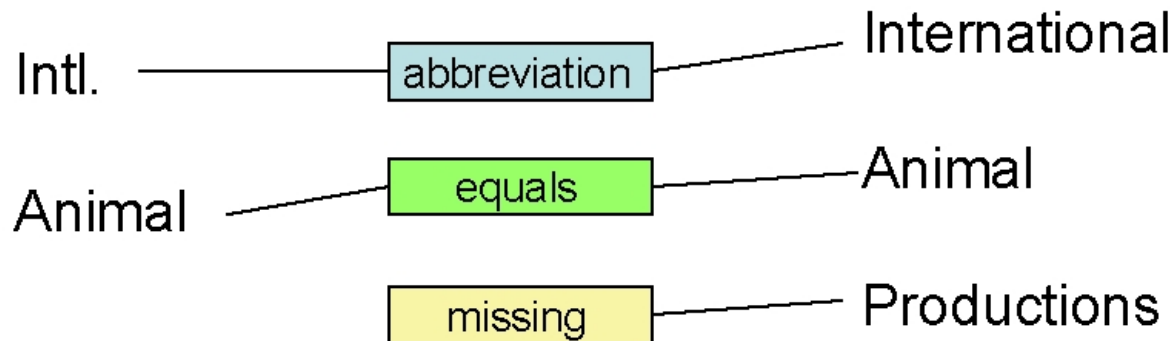 Intl. abbreviation International
Animal equals Animal
missing Productions